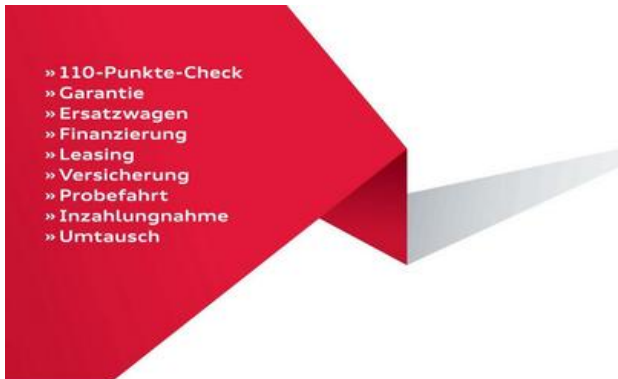 » 110-Punkte-Check
» Garantie
» Ersatzwagen
» Finanzierung
» Leasing
» Versicherung
» Probefahrt
» Inzahlungnahme
» Umtausch